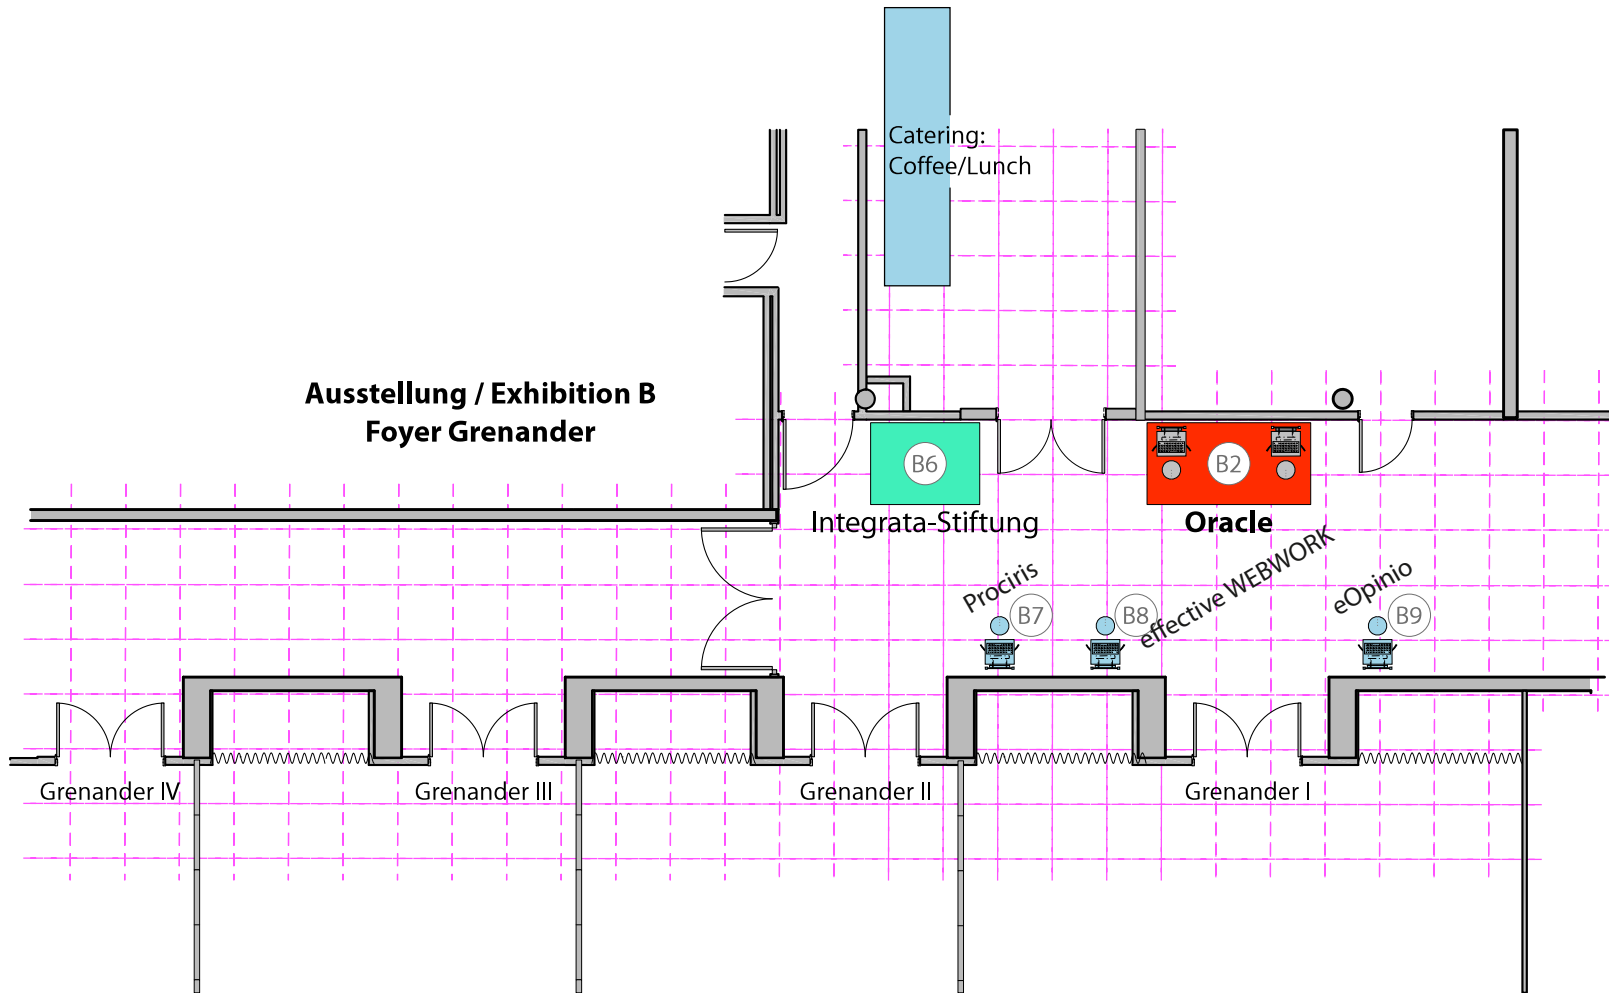 Catering:
Coffee/Lunch
Ausstellung / Exhibition B
Foyer Grenander
B6
B2
Integrata-Stiftung
Oracle
Prociris
effective WEBWORK
eOpinio
B7
B8
B9
Grenander IV
Grenander III
Grenander II
Grenander I